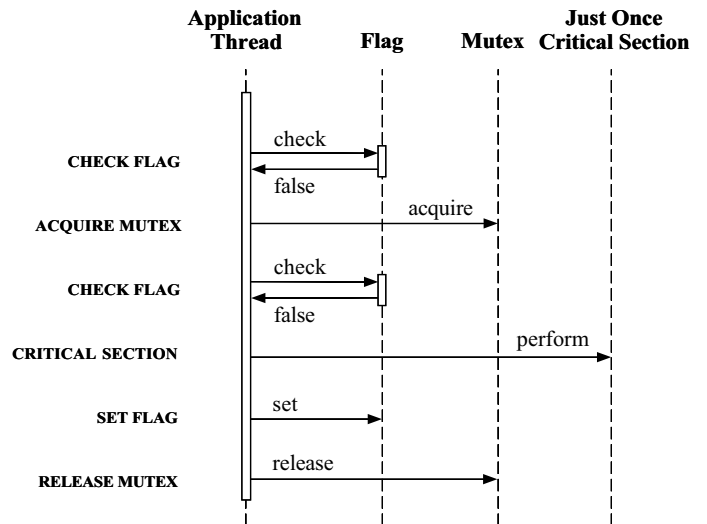 Application Thread
Flag
Mutex
Just Once Critical Section
check
CHECK FLAG
false
acquire
ACQUIRE MUTEX
check
CHECK FLAG
false
perform
CRITICAL SECTION
set
SET FLAG
release
RELEASE MUTEX